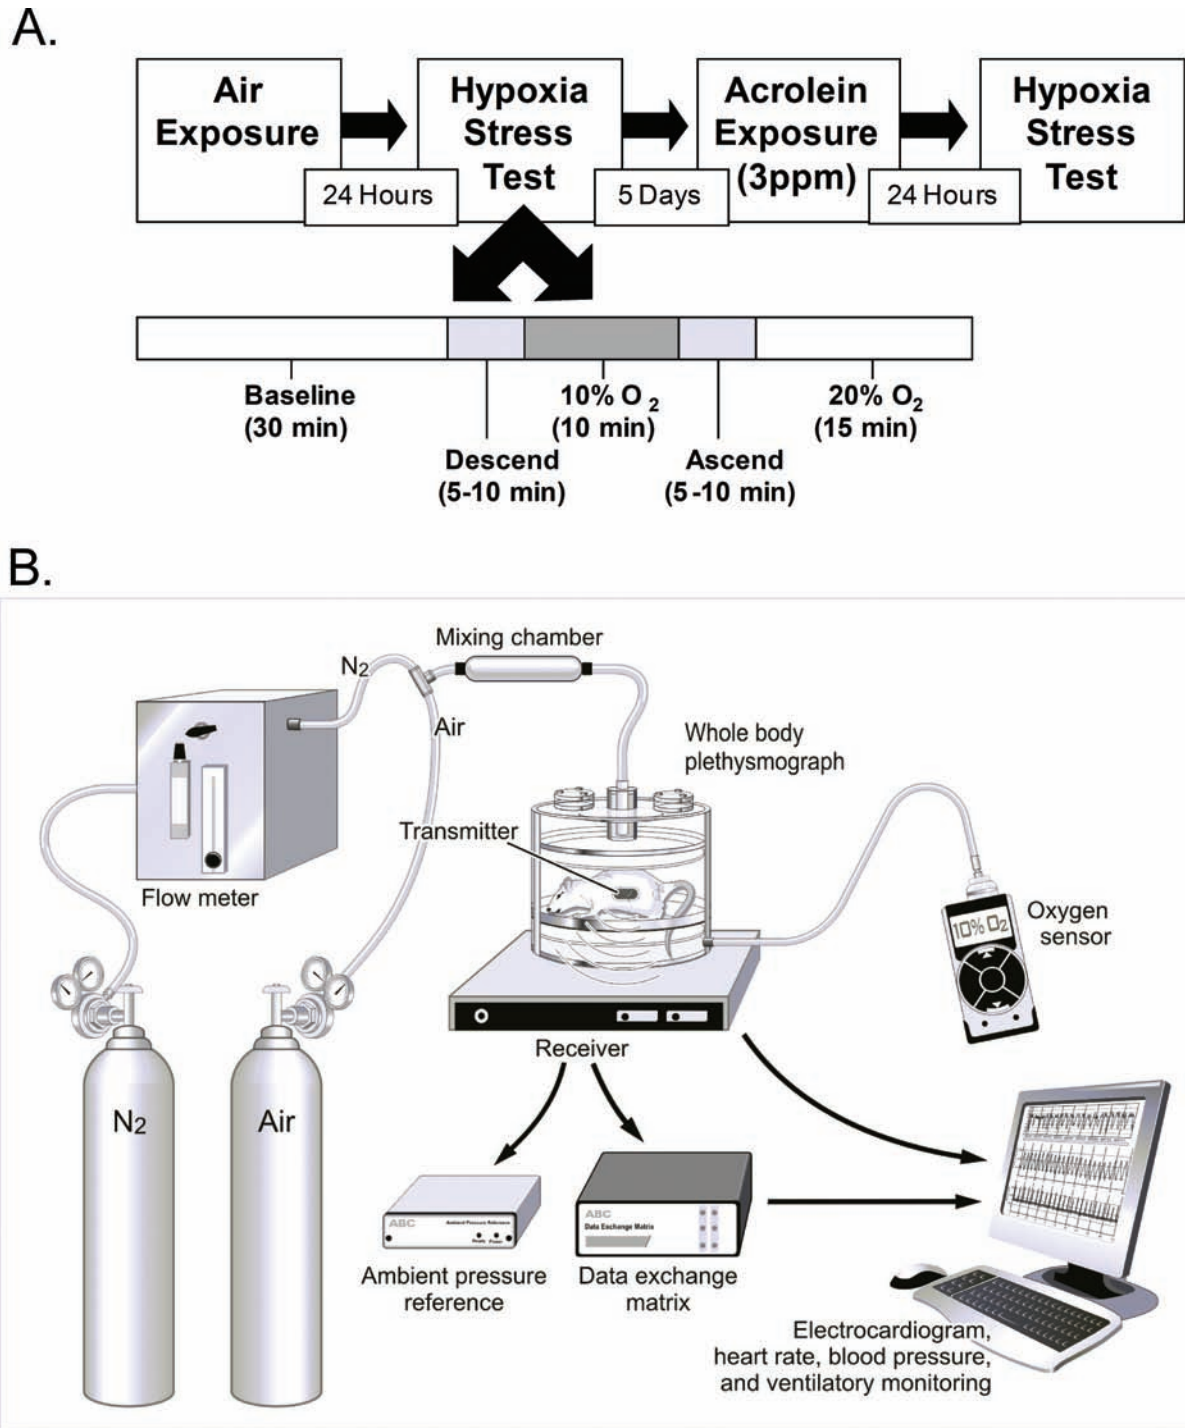 A.
Air
Exposure
Hypoxia
Stress
Test
Acrolein
Exposure
(3ppm)
Hypoxia
Stress
Test
24 Hours
5 Days
24 Hours
Baseline
(30 min)
10% O2
(10 min)
20% O2
(15 min)
Descend
(5-10 min)
Ascend
(5-10 min)
B.
Mixing chamber
N2
Air
Whole body
plethysmograph
Transmitter
Flow meter
10% O2
Oxygen
sensor
Receiver
N2
Air
ABC
Ambient Pressure Reference
Ready Power
ABC
Data Exchange Matrix
Ambient pressure
reference
Data exchange
matrix
Electrocardiogram,
heart rate, blood pressure,
and ventilatory monitoring